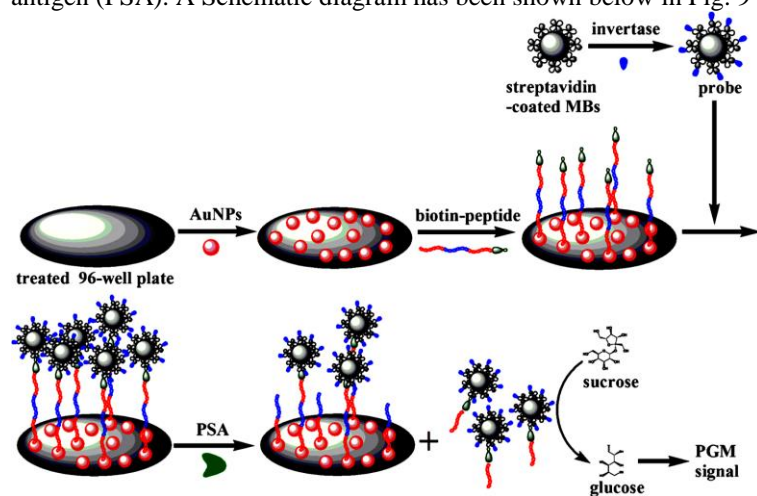 antigen (PSA). A Schematic diagram has been shown below in Fig. 9
invertase
streptavidin
-coated MBs
probe
AuNPs
biotin-peptide
treated 96-well plate
PSA
sucrose
glucose
PGM
signal